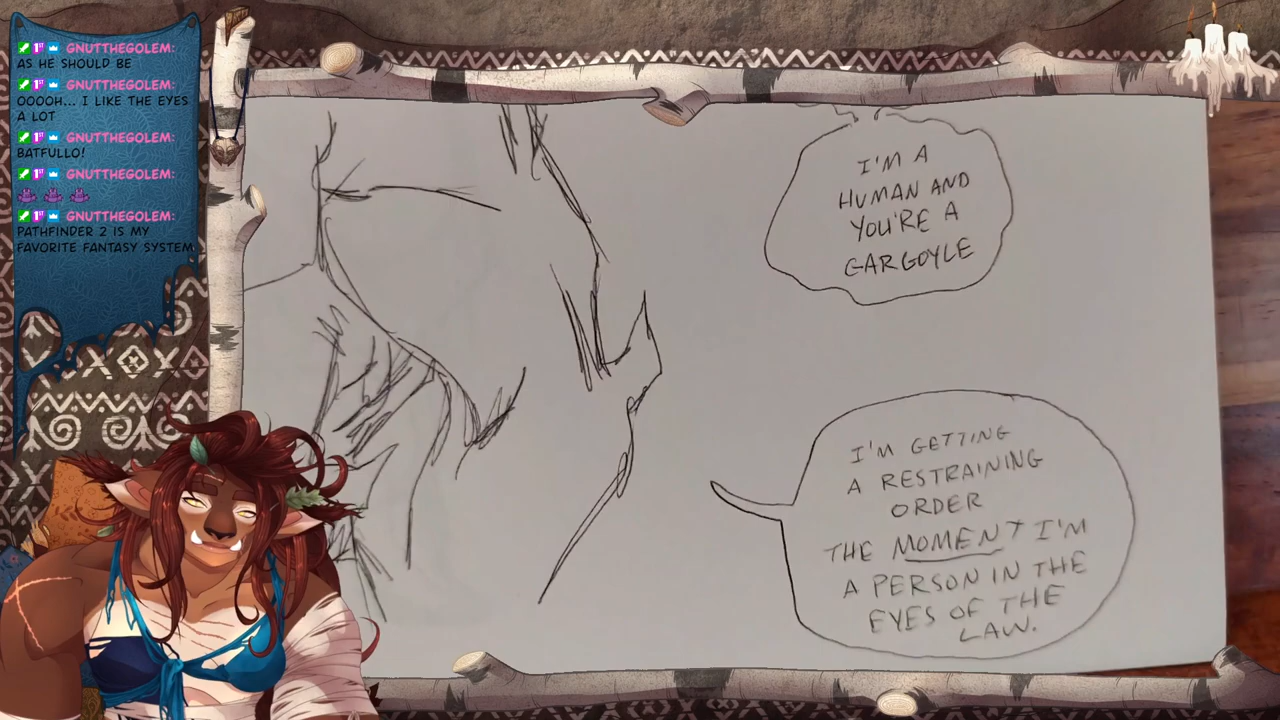 GNUTTHEGOLEM:
AS HE SHOULD BE
GNUTTHEGOLEM:
OOOOH... I LIKE THE EYES
A LOT
GNUTTHEGOLEM:
BATFULLO!
GNUTTHEGOLEM:
GNUTTHEGOLEM:
PATHFINDER 2 IS MY
FAVORITE FANTASY SYSTEM
I'M A
HUMAN AND
YOU'RE A
GARGOYLE
I'M GETTING
A RESTRAINING
ORDER
THE MOMENT I'M
A PERSON IN THE
EYES OF THE
LAW.